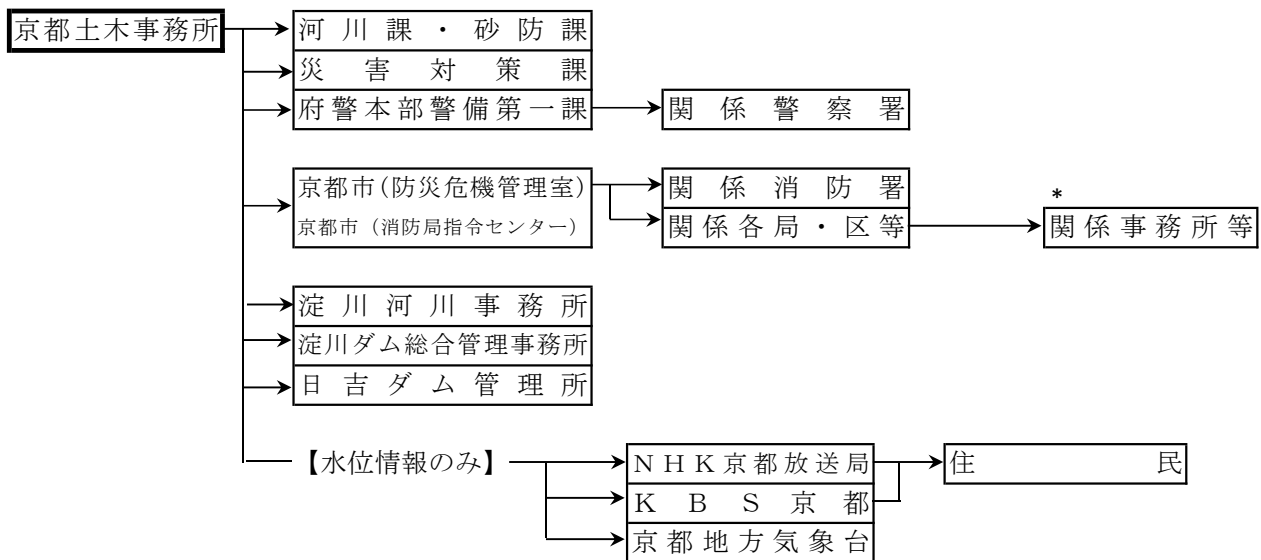 京都土木事務所
河川課・砂防課
災害対策課
府警本部警備第一課
関係警察署
京都市(防災危機管理室)
京都市（消防局指令センター）
関係消防署
関係各局・区等
*
関係事務所等
淀川河川事務所
淀川ダム総合管理事務所
日吉ダム管理所
【水位情報のみ】
ＮＨＫ京都放送局
ＫＢＳ京都
京都地方気象台
住民